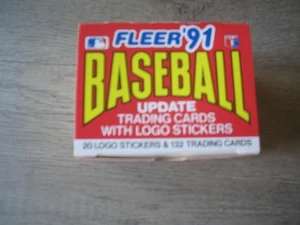 FLEER '91
BASEBALL
UPDATE
TRADING CARDS
WITH LOGO STICKERS
20 LOGO STICKERS & 132 TRADING CARDS